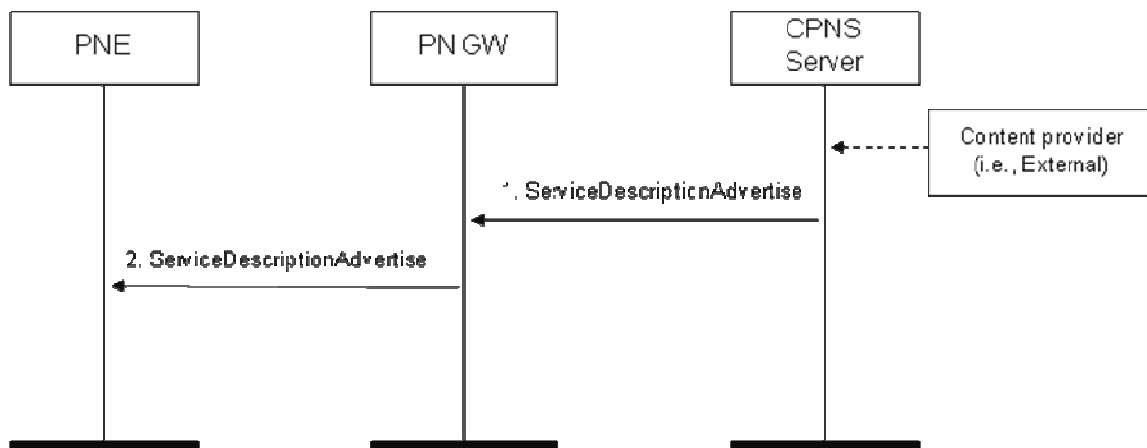 PNE
PN GW
CPNS
Server
Content provider
(i.e., External)
1. ServiceDescriptionAdvertise
2. ServiceDescriptionAdvertise